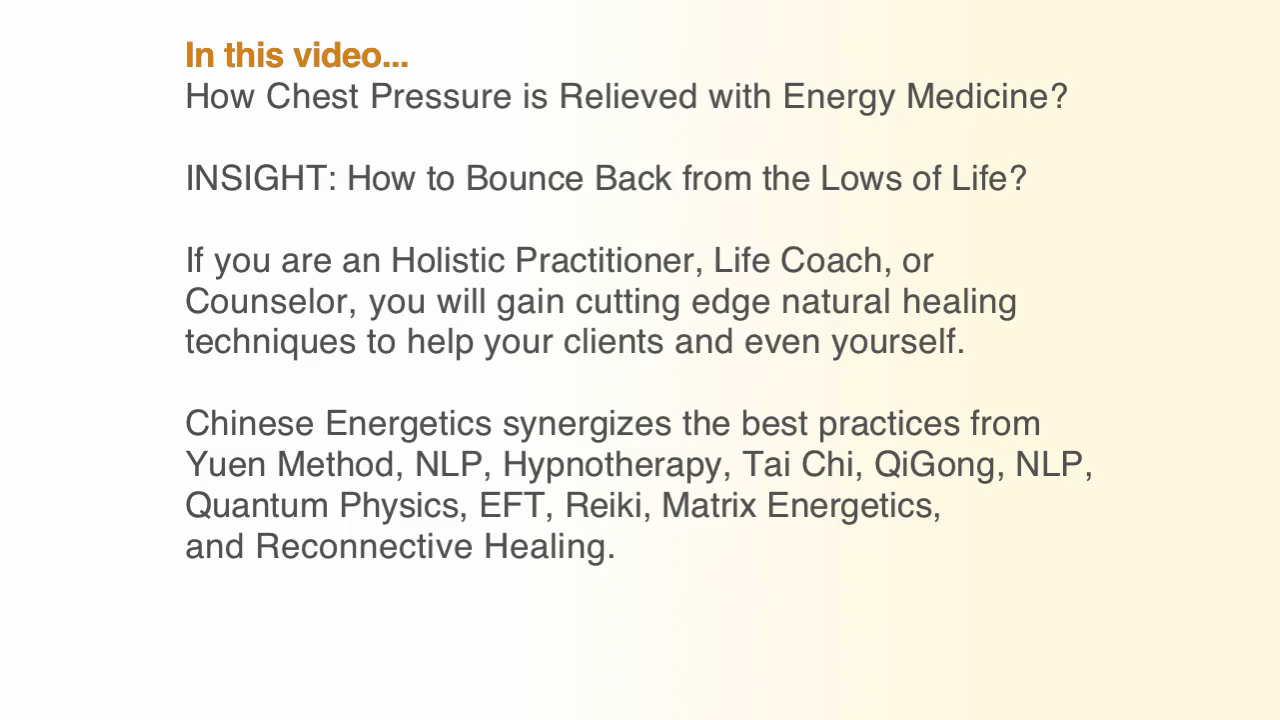 In this video...
How Chest Pressure is Relieved with Energy Medicine?
INSIGHT: How to Bounce Back from the Lows of Life?
If you are an Holistic Practitioner, Life Coach, or
Counselor, you will gain cutting edge natural healing
techniques to help your clients and even yourself.
Chinese Energetics synergizes the best practices from
Yuen Method, NLP, Hypnotherapy, Tai Chi, QiGong, NLP,
Quantum Physics, EFT, Reiki, Matrix Energetics,
and Reconnective Healing.